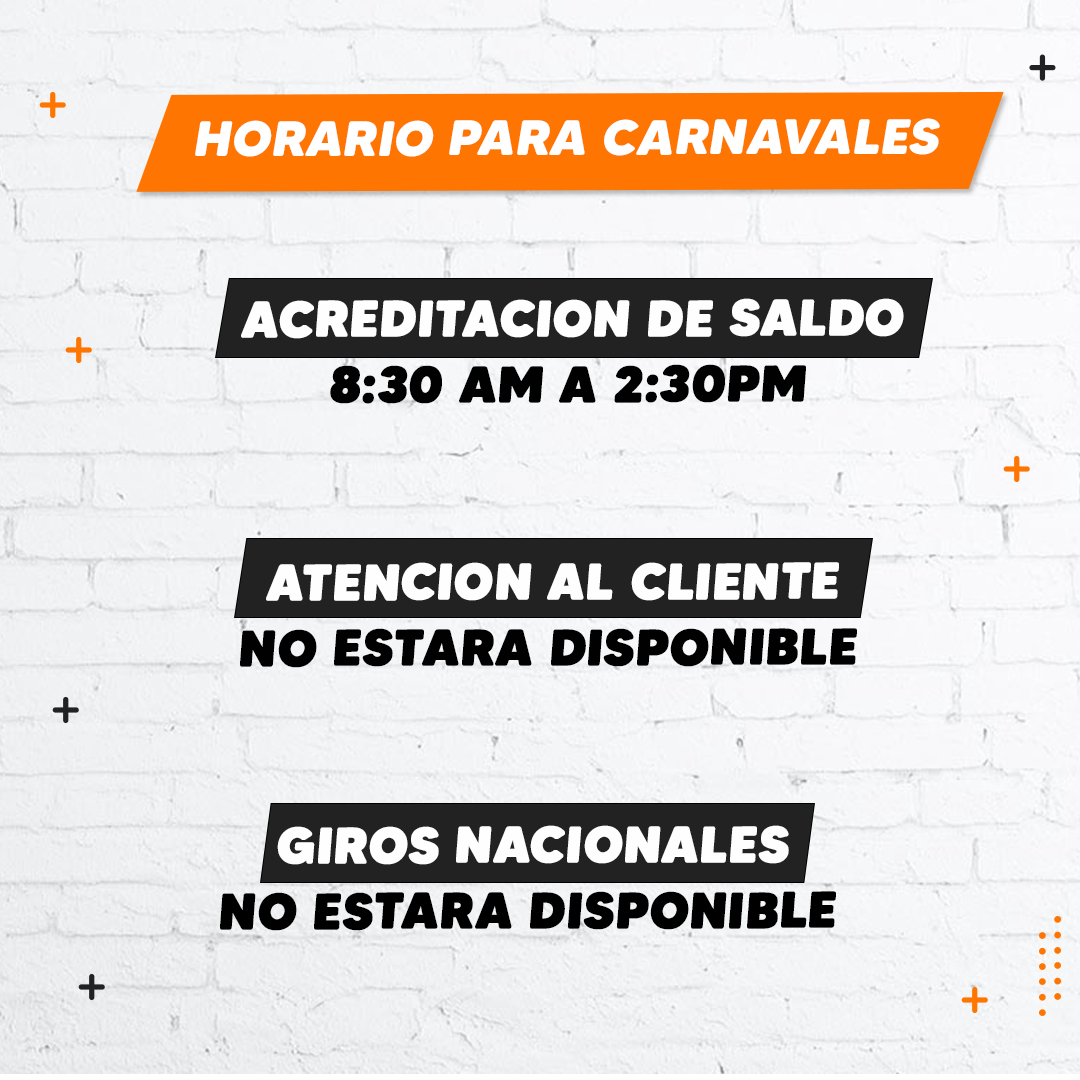 HORARIO PARA CARNAVALES
ACREDITACION DE SALDO
8:30 AM A 2:30PM
ATENCION AL CLIENTE
NO ESTARA DISPONIBLE
GIROS NACIONALES
NO ESTARA DISPONIBLE